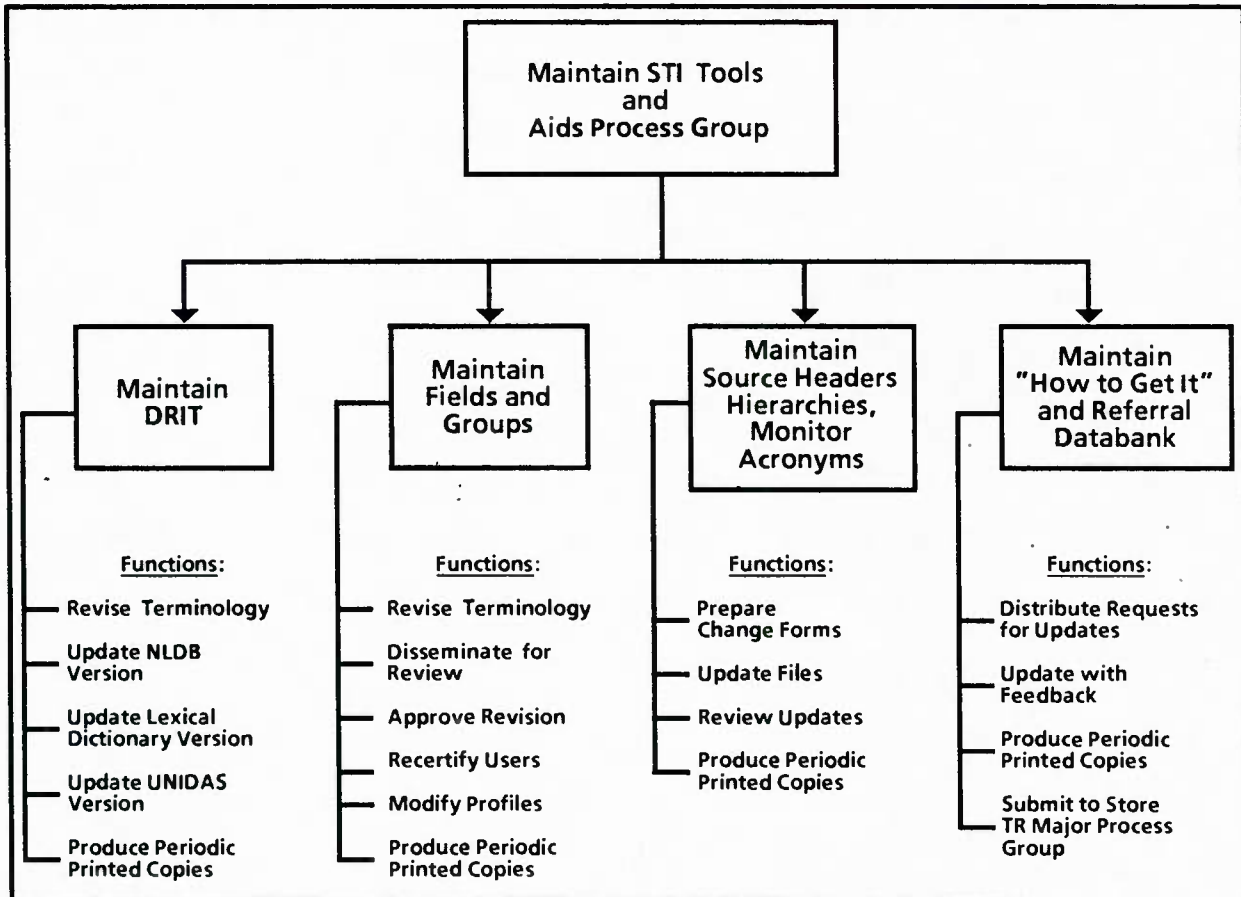 Maintain STI Tools
and
Aids Process Group
Maintain
DRIT
Functions:
Revise Terminology
Update NLDB
Version
Update Lexical
Dictionary Version
Update UNIDAS
Version
Produce Periodic
Printed Copies
Maintain
Fields and
Groups
Functions:
Revise Terminology
Disseminate for
Review
Approve Revision
Recertify Users
Modify Profiles
Produce Periodic
Printed Copies
Maintain
Source Headers
Hierarchies,
Monitor
Acronyms
Functions:
Prepare
Change Forms
Update Files
Review Updates
Produce Periodic
Printed Copies
Maintain
"How to Get It"
and Referral
Databank
Functions:
Distribute Requests
for Updates
Update with
Feedback
Produce Periodic
Printed Copies
Submit to Store
TR Major Process
Group